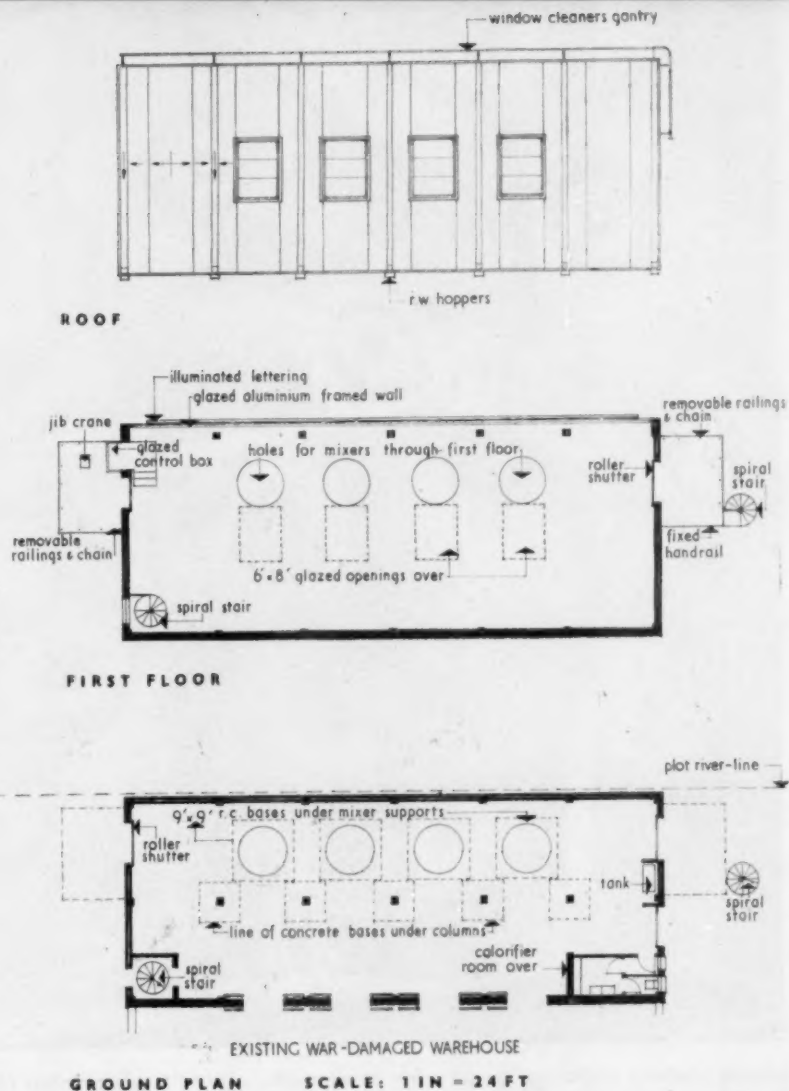 window cleaners gantry
r.w hoppers
ROOF
illuminated lettering
glazed aluminium framed wall
jib crane
glazed
control box
holes for mixers through first floor
removable railings
& chain
roller
shutter
spiral
stair
removable
railings & chain
6' × 8' glazed openings over
fixed
handrail
spiral stair
FIRST FLOOR
plot river-line
9' × 9' r.c. bases under mixer supports
roller
shutter
tank
spiral
stair
line of concrete bases under columns
calorifier
room over
spiral
stair
EXISTING WAR-DAMAGED WAREHOUSE
GROUND PLAN SCALE: 1 IN = 24 FT